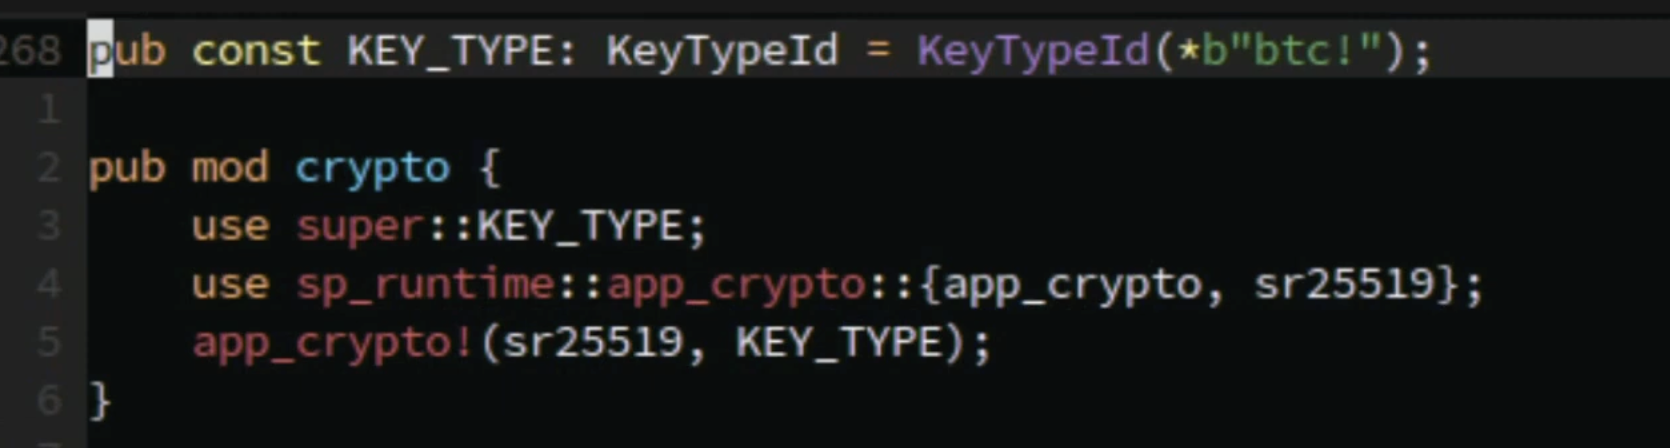 268 pub const KEY_TYPE: KeyTypeId = KeyTypeId(*b"btc!");
1
2 pub mod crypto {
3     use super::KEY_TYPE;
4     use sp_runtime::app_crypto::{app_crypto, sr25519};
5     app_crypto!(sr25519, KEY_TYPE);
6 }